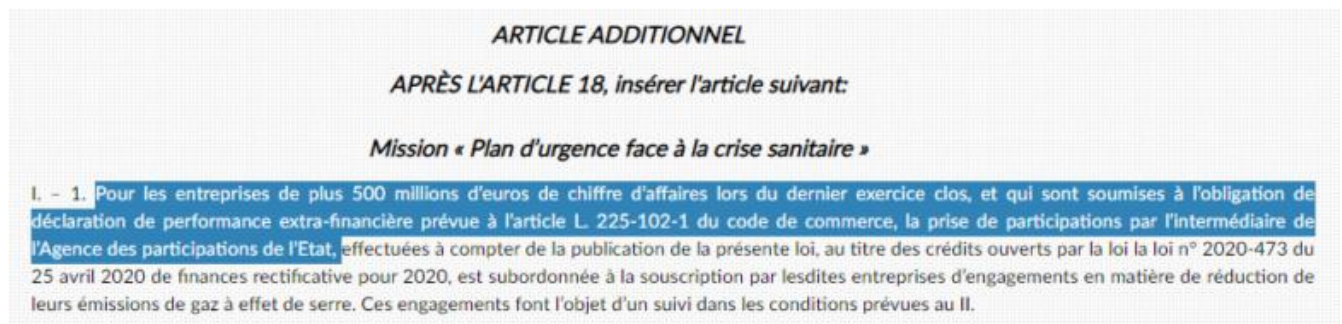 ARTICLE ADDITIONNEL
APRÈS L'ARTICLE 18, insérer l'article suivant:
Mission « Plan d'urgence face à la crise sanitaire »
I. – 1. Pour les entreprises de plus 500 millions d'euros de chiffre d'affaires lors du dernier exercice clos, et qui sont soumises à l'obligation de
déclaration de performance extra-financière prévue à l'article L. 225-102-1 du code de commerce, la prise de participations par l'intermédiaire de
l'Agence des participations de l'Etat, effectuées à compter de la publication de la présente loi, au titre des crédits ouverts par la loi la loi n° 2020-473 du
25 avril 2020 de finances rectificative pour 2020, est subordonnée à la souscription par lesdites entreprises d'engagements en matière de réduction de
leurs émissions de gaz à effet de serre. Ces engagements font l'objet d'un suivi dans les conditions prévues au II.